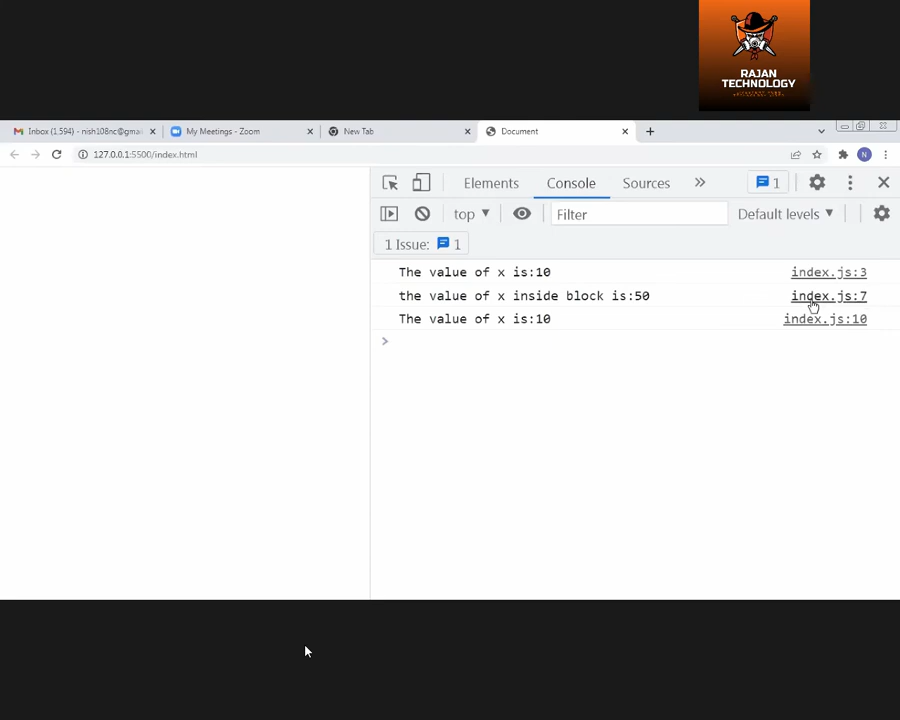 RAJAN
TECHNOLOGY
Inbox (1,594) - nish108nc@gmai
My Meetings - Zoom
New Tab
Document
127.0.0.1:5500/index.html
Elements
Console
Sources
1
top
Filter
Default levels
1 Issue: 1
The value of x is:10 index.js:3
the value of x inside block is:50 index.js:7
The value of x is:10 index.js:10